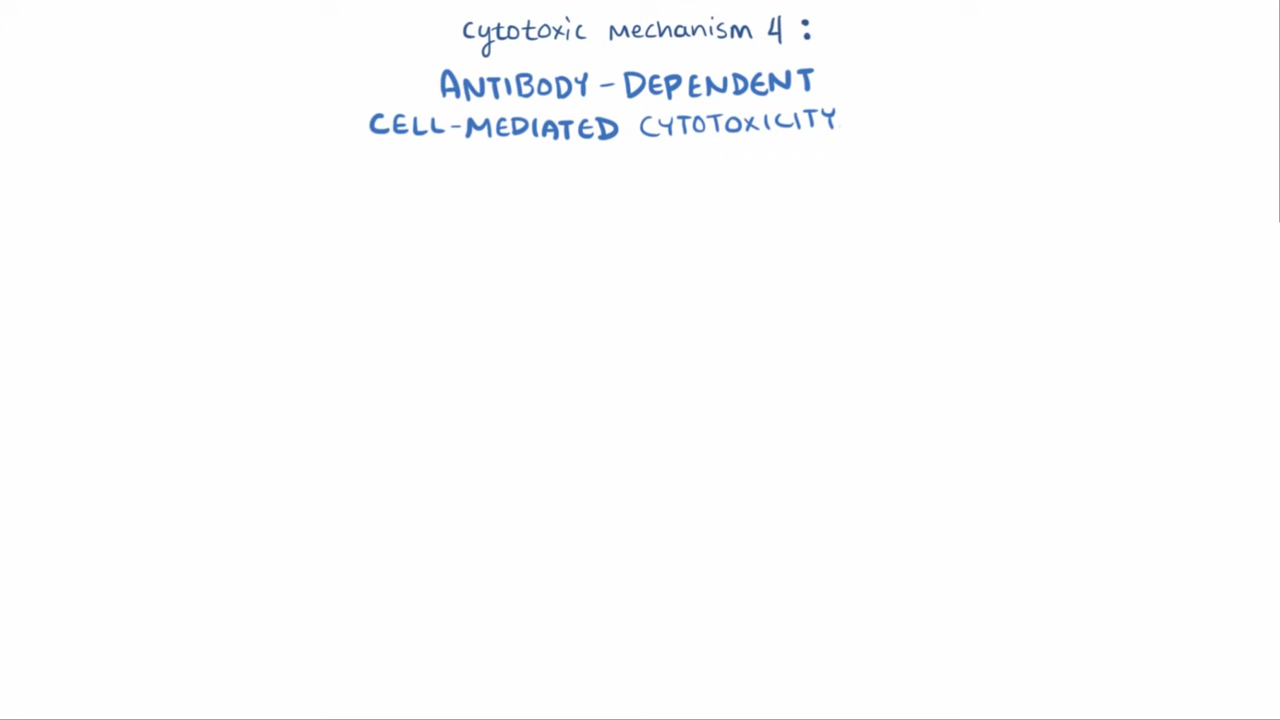 Cytotoxic Mechanism 4 :
ANTIBODY - DEPENDENT
CELL-MEDIATED CYTOTOXICITY